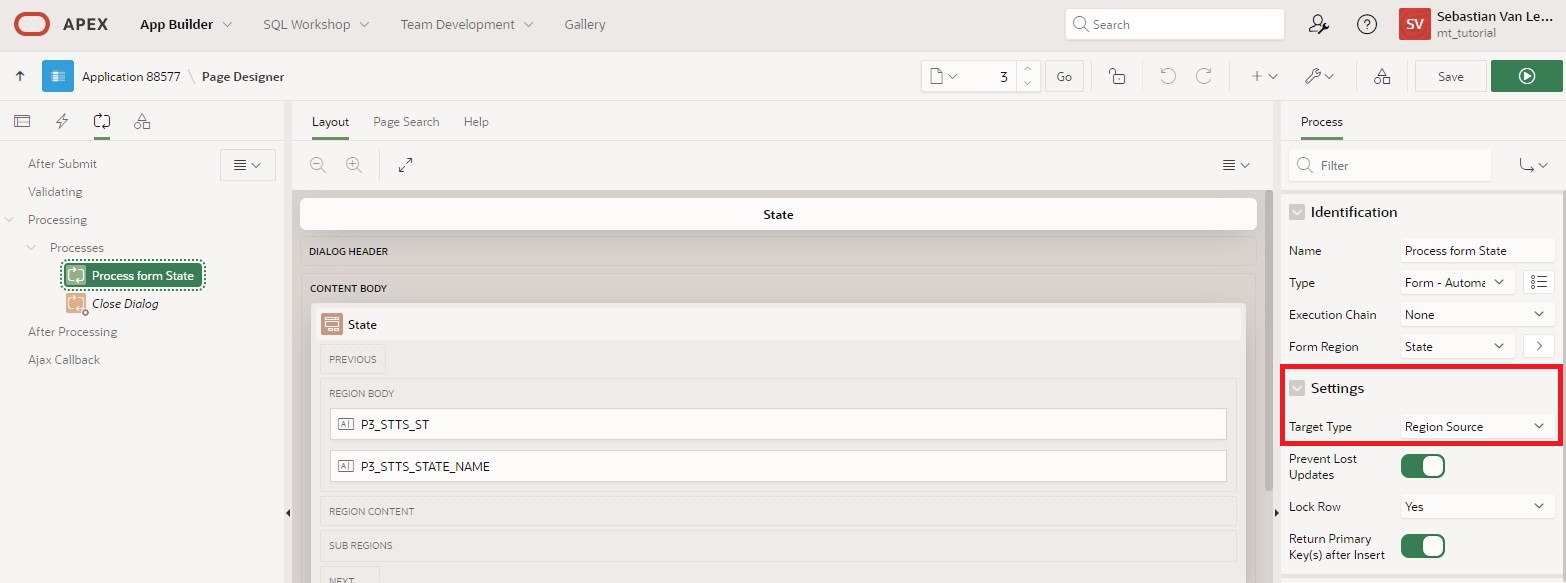 APEX App Builder SQL Workshop Team Development Gallery Search SV Sebastian Van Le...
mt_tutorial
Application 88577 \ Page Designer 3 Go Save
Layout Page Search Help Process
After Submit
Validating
Processing
Processes
Process form State
Close Dialog
After Processing
Ajax Callback
State
DIALOG HEADER
CONTENT BODY
State
PREVIOUS
REGION BODY
P3_STTS_ST
P3_STTS_STATE_NAME
REGION CONTENT
SUB REGIONS
NEXT
Filter
Identification
Name Process form State
Type Form - Automa
Execution Chain None
Form Region State
Settings
Target Type Region Source
Prevent Lost
Updates
Lock Row Yes
Return Primary
Key(s) after Insert